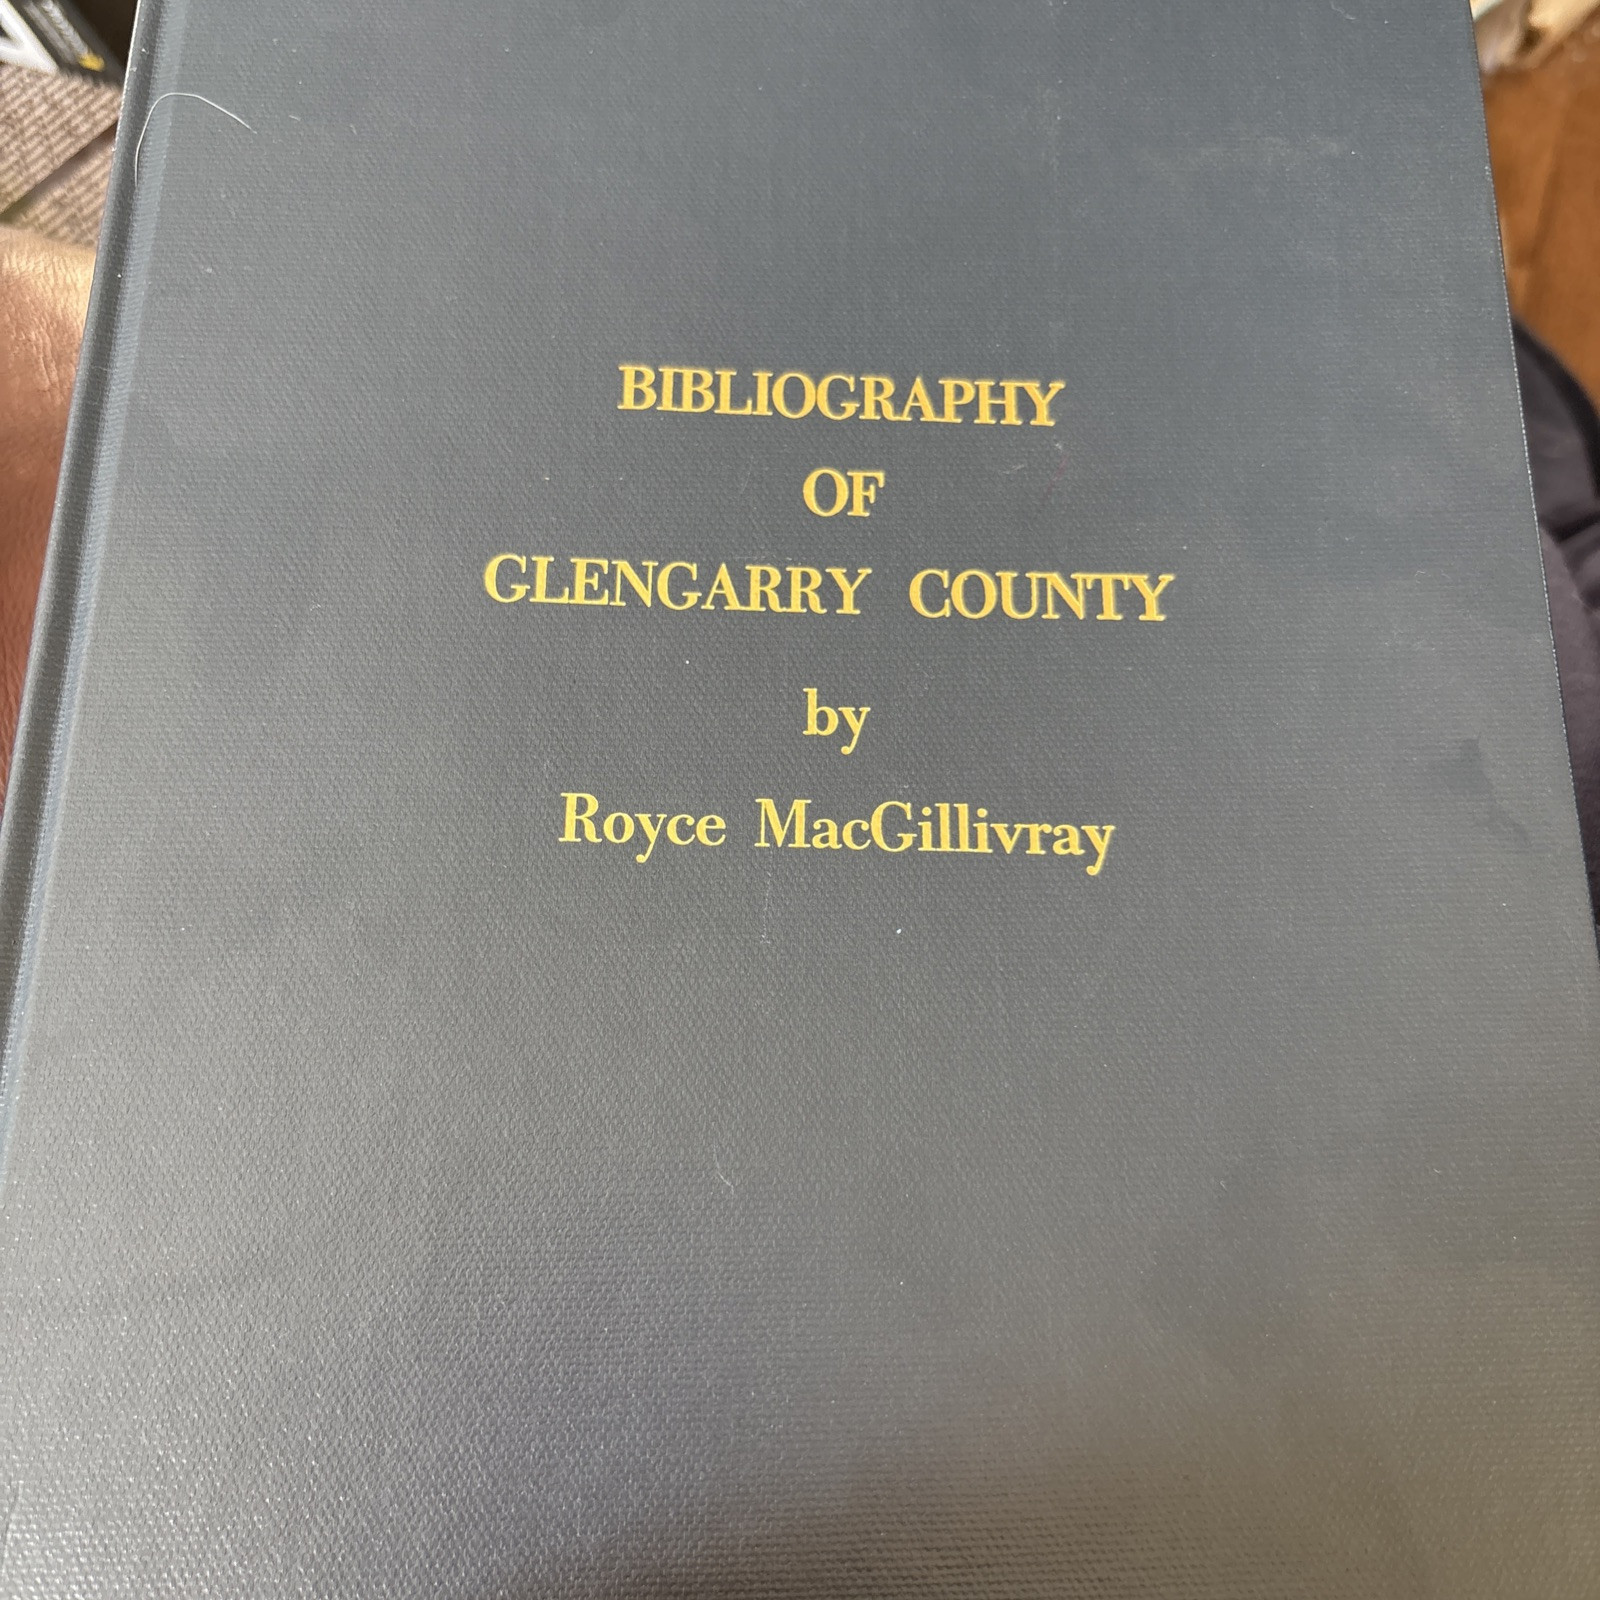 BIBLIOGRAPHY
OF
GLENGARRY COUNTY
by
Royce MacGillivray